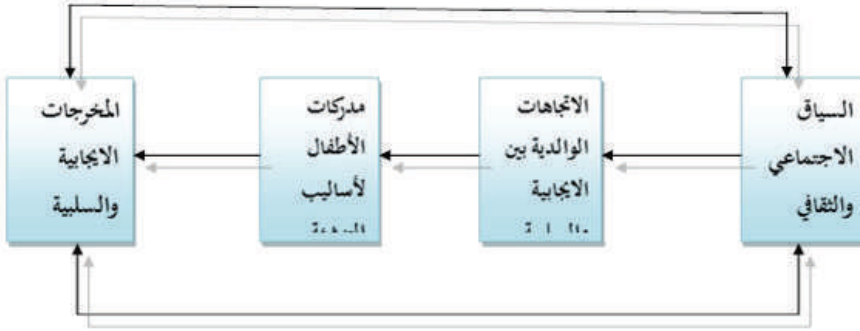 السياق
الاجتماعي
والثقافي
الاتجاهات
الوالدية بين
الايجابية
مدركات
الأطفال
لأساليب
المخرجات
الايجابية
والسلبية